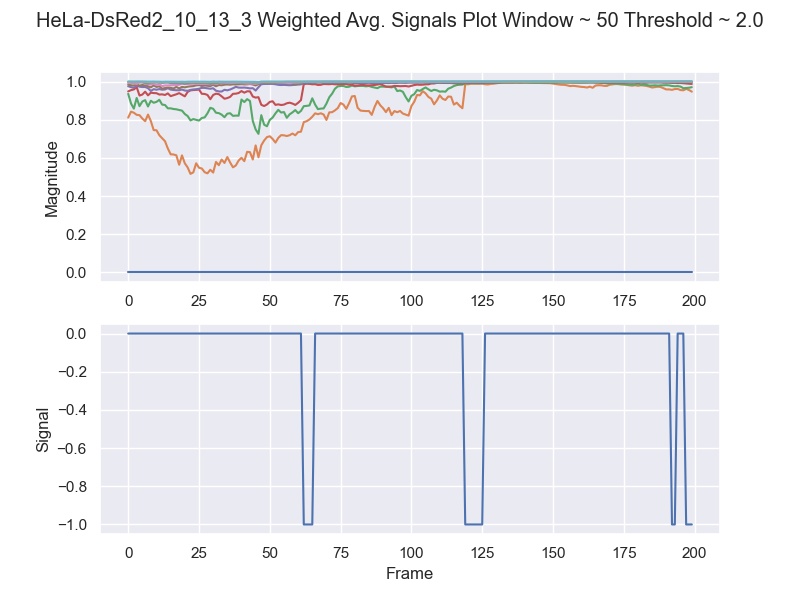 HeLa-DsRed2_10_13_3 Weighted Avg. Signals Plot Window ~ 50 Threshold ~ 2.0
Magnitude
1.0
0.8
0.6
0.4
0.2
0.0
0 25 50 75 100 125 150 175 200
Signal
0.0
−0.2
−0.4
−0.6
−0.8
−1.0
0 25 50 75 100 125 150 175 200
Frame